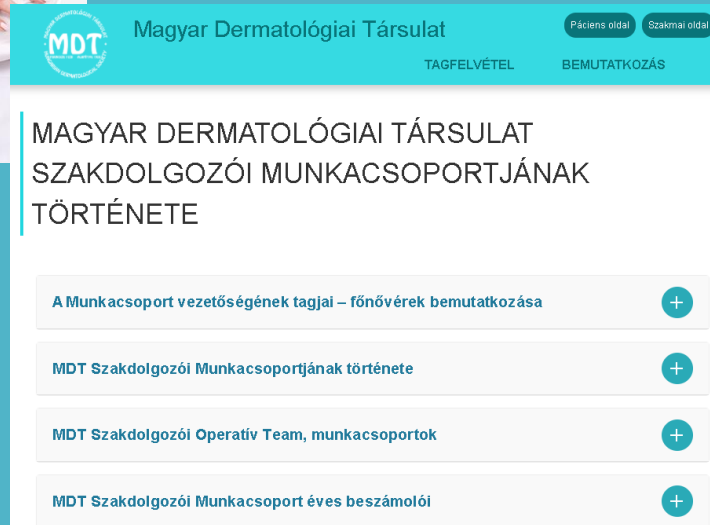 MDT
Magyar Dermatológiai Társulat
Páciens oldal
Szakmai oldal
TAGFELVÉTEL
BEMUTATKOZÁS
MAGYAR DERMATOLÓGIAI TÁRSULAT
SZAKDOLGOZÓI MUNKACSOPORTJÁNAK
TÖRTÉNETE
A Munkacsoport vezetőségének tagjai – főnővérek bemutatkozása
MDT Szakdolgozói Munkacsoportjának története
MDT Szakdolgozói Operatív Team, munkacsoportok
MDT Szakdolgozói Munkacsoport éves beszámolói